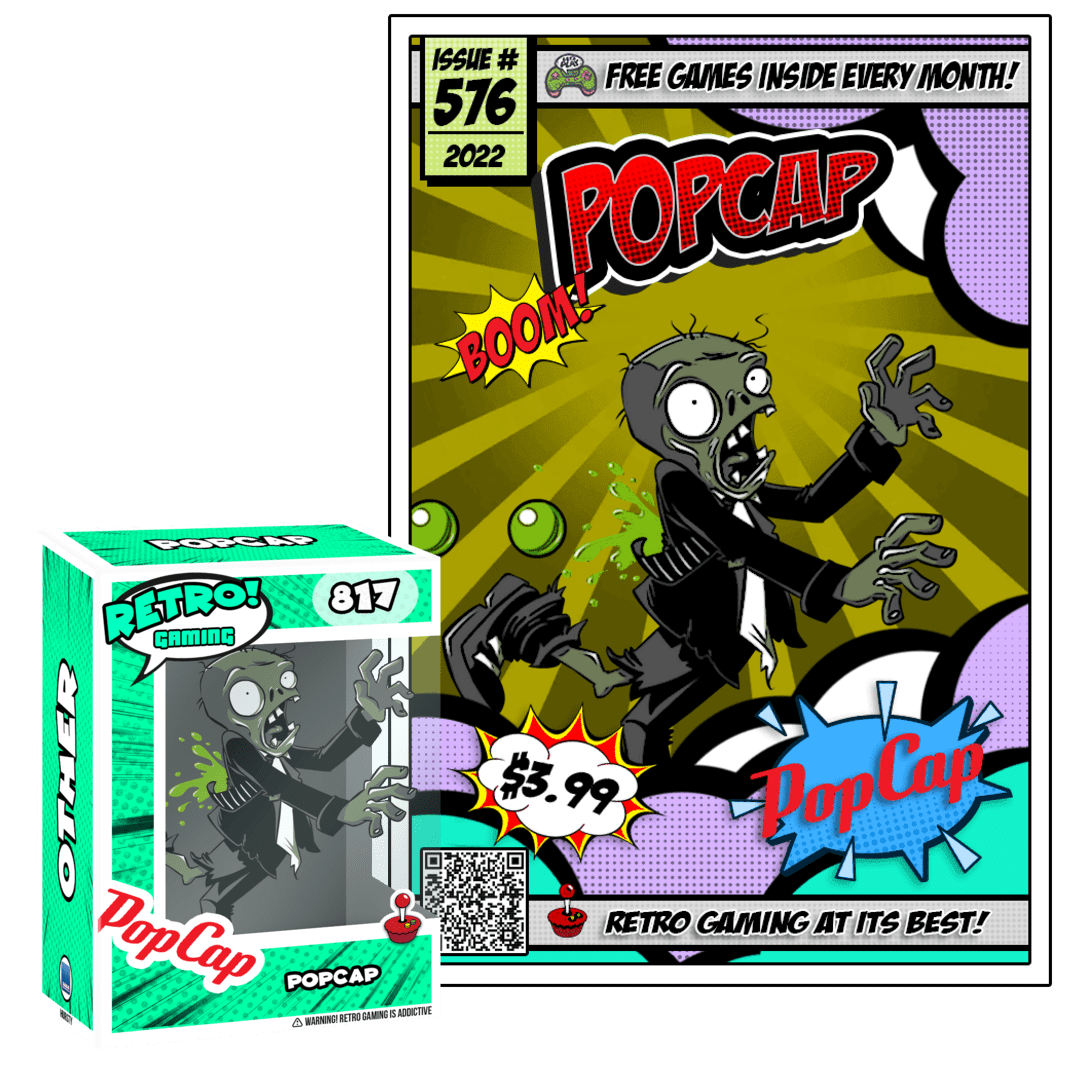 ISSUE #
576
2022
FREE GAMES INSIDE EVERY MONTH!
POPCAP
BOOM!
$3.99
PopCap
RETRO GAMING AT ITS BEST!
POPCAP
RETRO!
GAMING
817
OTHER
PopCap
POPCAP
WARNING! RETRO GAMING IS ADDICTIVE